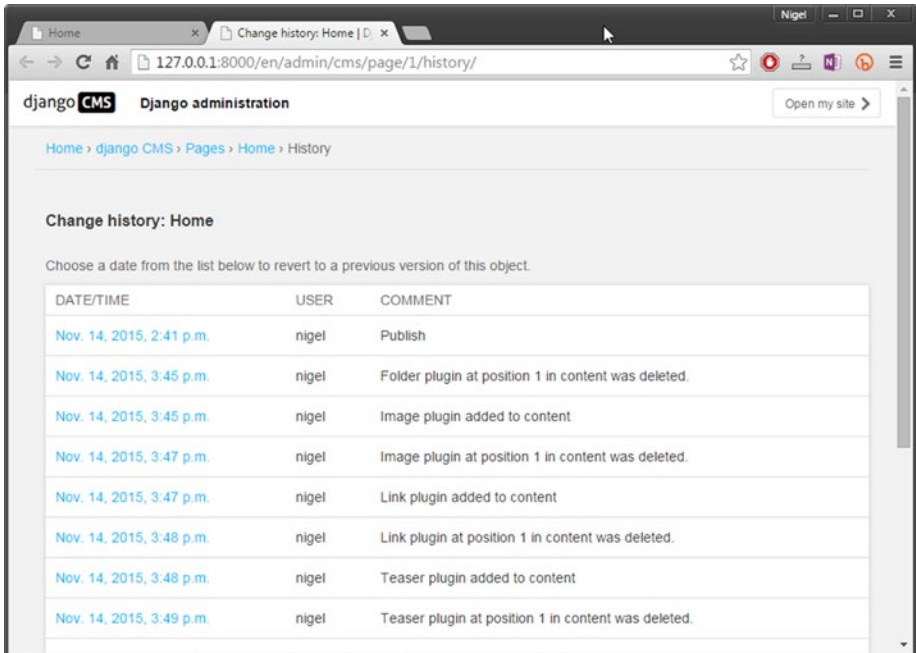 Nigel
Home
Change history: Home | D
127.0.0.1:8000/en/admin/cms/page/1/history/
django CMS Django administration Open my site
Home › django CMS › Pages › Home › History
Change history: Home
Choose a date from the list below to revert to a previous version of this object.
DATE/TIME USER COMMENT
Nov. 14, 2015, 2:41 p.m. nigel Publish
Nov. 14, 2015, 3:45 p.m. nigel Folder plugin at position 1 in content was deleted.
Nov. 14, 2015, 3:45 p.m. nigel Image plugin added to content
Nov. 14, 2015, 3:47 p.m. nigel Image plugin at position 1 in content was deleted.
Nov. 14, 2015, 3:47 p.m. nigel Link plugin added to content
Nov. 14, 2015, 3:48 p.m. nigel Link plugin at position 1 in content was deleted.
Nov. 14, 2015, 3:48 p.m. nigel Teaser plugin added to content
Nov. 14, 2015, 3:49 p.m. nigel Teaser plugin at position 1 in content was deleted.